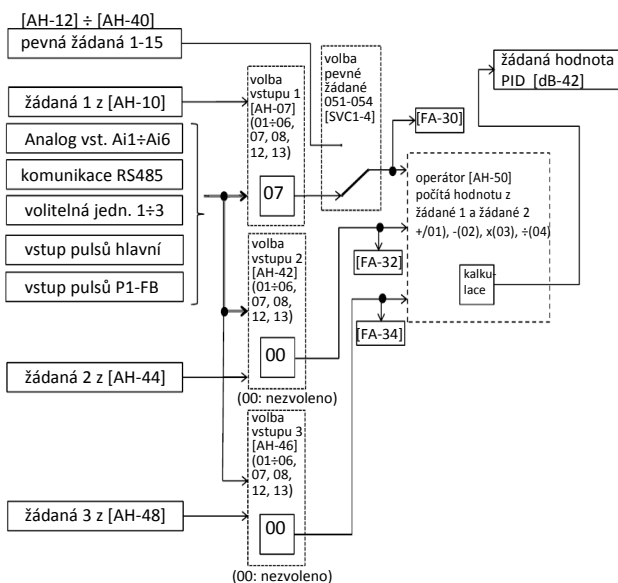 [AH-12] ÷ [AH-40]
pevná žádaná 1-15
žádaná 1 z [AH-10]
Analog vst. Ai1÷Ai6
komunikace RS485
volitelná jedn. 1÷3
vstup pulsů hlavní
vstup pulsů P1-FB
žádaná 2 z [AH-44]
žádaná 3 z [AH-48]
volba
vstupu 1
[AH-07]
(01÷06,
07, 08,
12, 13)
07
volba
vstupu 2
[AH-42]
(01÷06,
07, 08,
12, 13)
00
(00: nezvoleno)
volba
vstupu 3
[AH-46]
(01÷06,
07, 08,
12, 13)
00
(00: nezvoleno)
volba
pevné
žádané
051-054
[SVC1-4]
[FA-30]
[FA-32]
[FA-34]
žádaná hodnota
PID [dB-42]
operátor [AH-50]
počítá hodnotu z
žádané 1 a žádané 2
+/01), -(02), x(03), ÷(04)
kalku-
lace